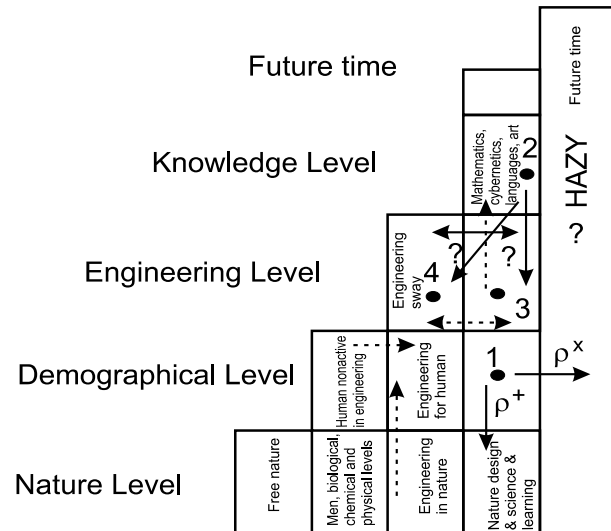 Future time
Future time
Knowledge Level
Mathematics,
cybernetics,
languages, art
2
HAZY
?
Engineering Level
Engineering
sway
?
?
4
3
Demographical Level
Human nonactive
in engineering
Engineering
for human
1
ρx
ρ+
Nature Level
Free nature
Men, biological,
chemical and
physical levels
Engineering
in nature
Nature design
& science &
learning